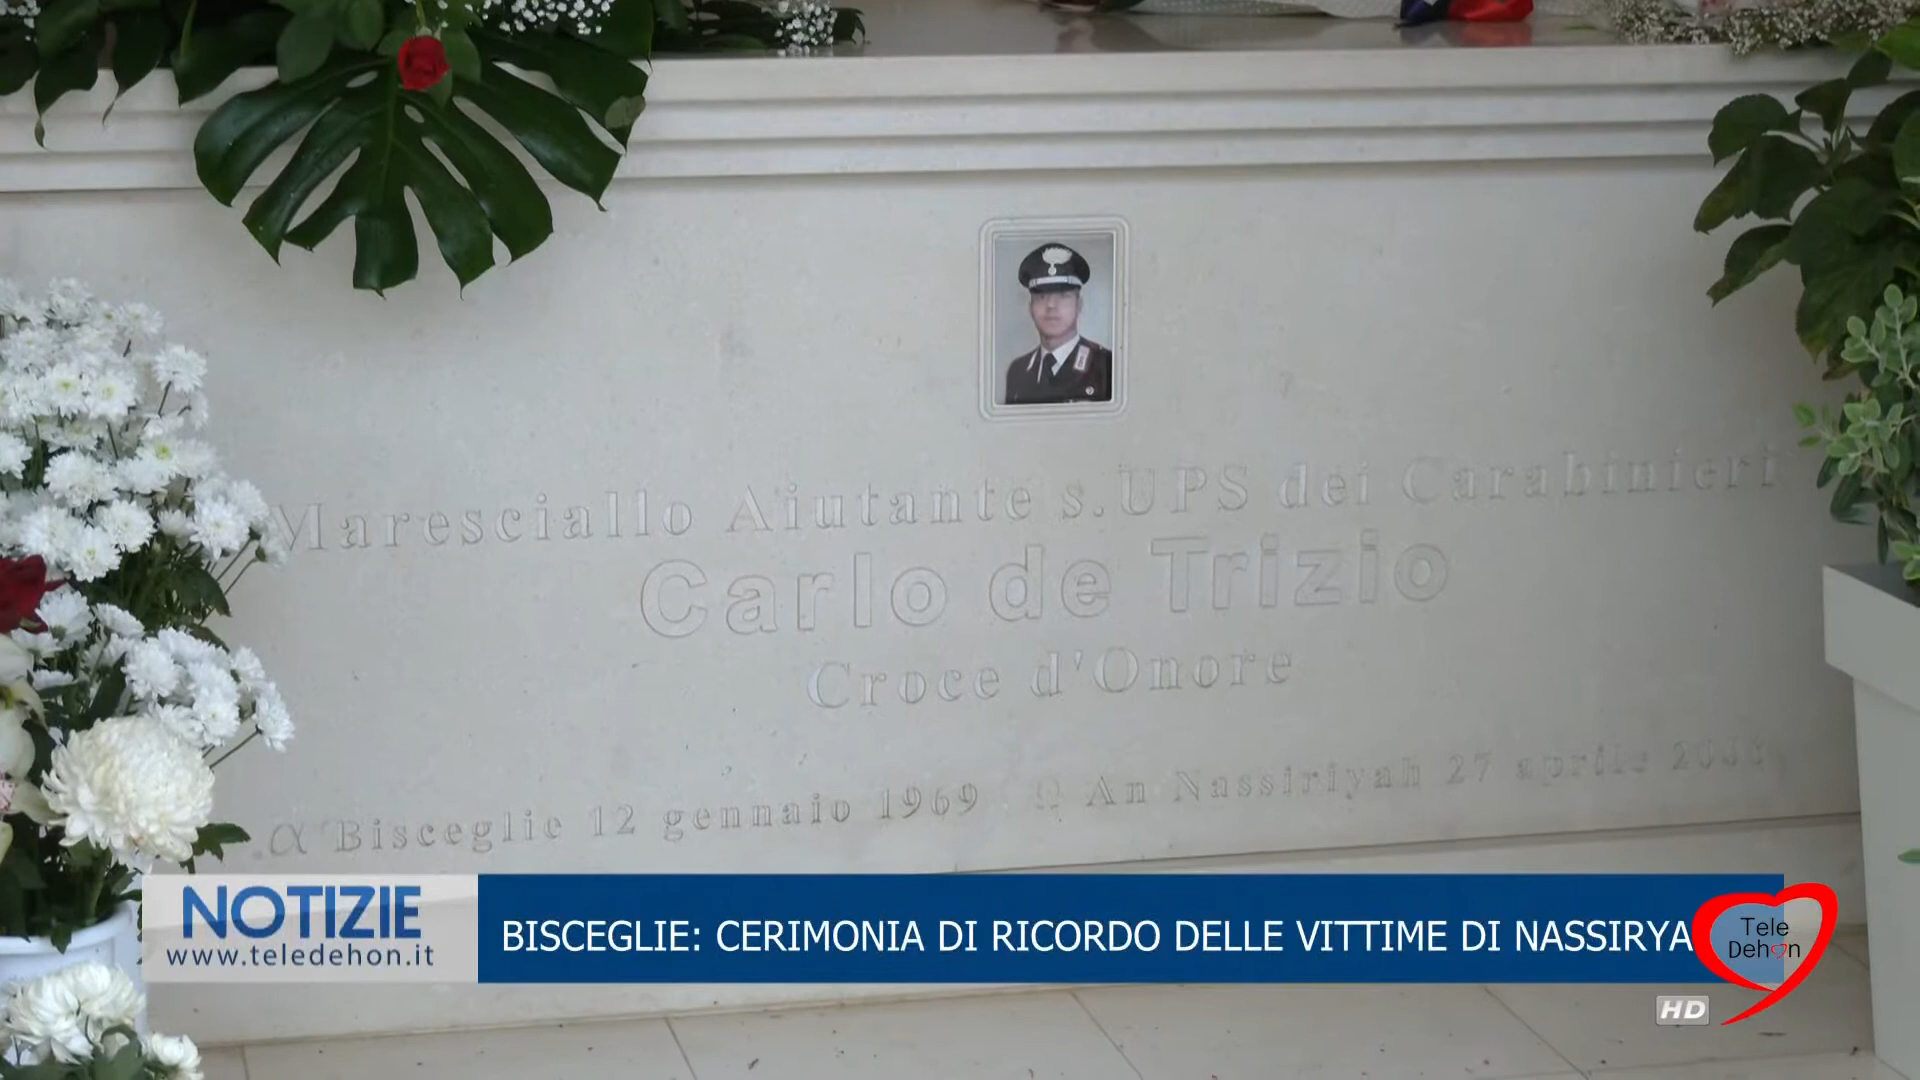 Maresciallo Aiutante s.UPS dei Carabinieri
Carlo de Trizio
Croce d'Onore
α Bisceglie 12 gennaio 1969 Ω An Nassiriyah 27 aprile 2006
NOTIZIE
www.teledehon.it
BISCEGLIE: CERIMONIA DI RICORDO DELLE VITTIME DI NASSIRYA
Tele
Dehon
HD